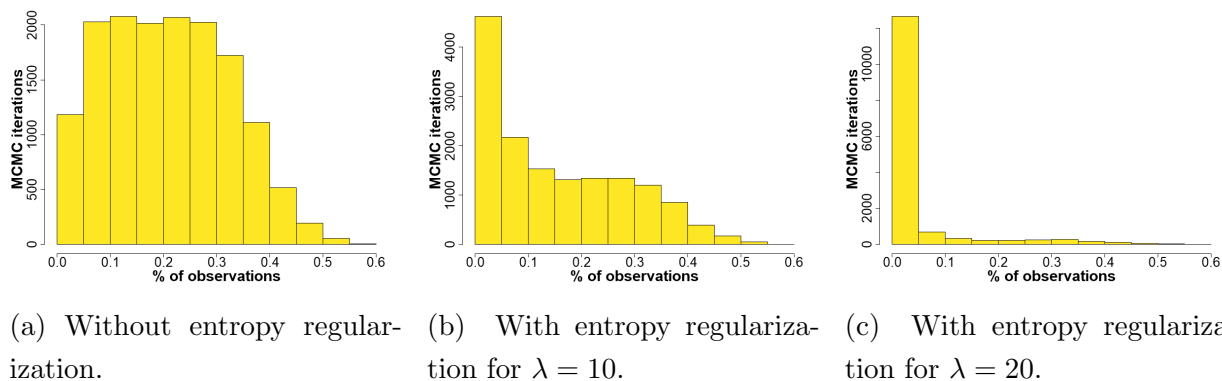 MCMC iterations
0
500
1000
1500
2000
0.0 0.1 0.2 0.3 0.4 0.5 0.6
% of observations
(a) Without entropy regular-
ization.
MCMC iterations
0
1000
2000
3000
4000
0.0 0.1 0.2 0.3 0.4 0.5 0.6
% of observations
(b) With entropy regulariza-
tion for λ = 10.
MCMC iterations
0
2000
6000
10000
0.0 0.1 0.2 0.3 0.4 0.5 0.6
% of observations
(c) With entropy regulariza
tion for λ = 20.